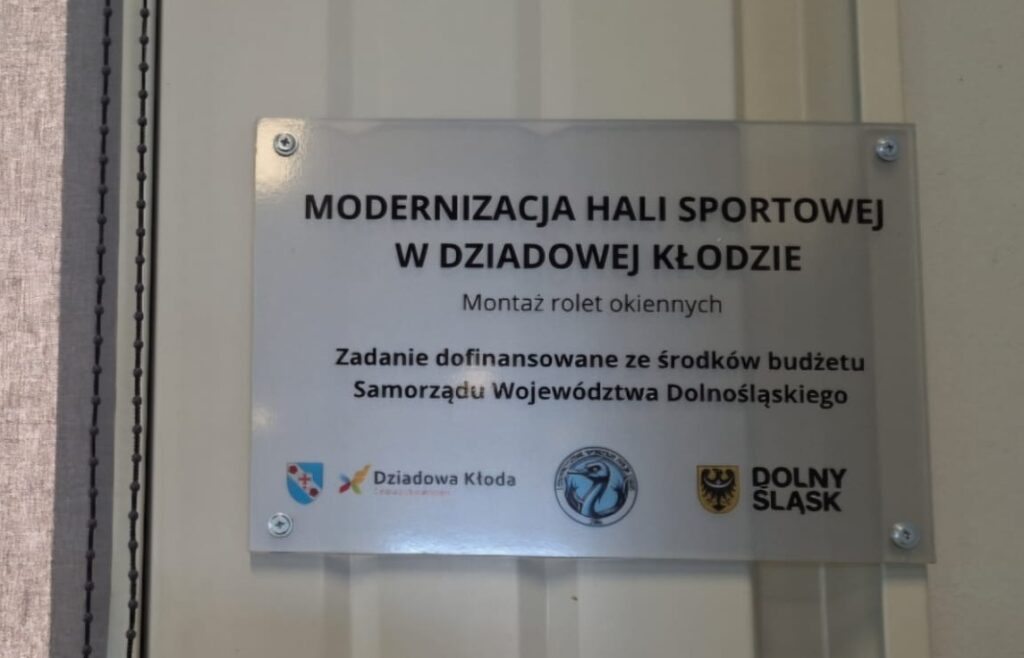 MODERNIZACJA HALI SPORTOWEJ
W DZIADOWEJ KŁODZIE
Montaż rolet okiennych
Zadanie dofinansowane ze środków budżetu
Samorządu Województwa Dolnośląskiego
Dziadowa Kłoda
DOLNY
ŚLĄSK